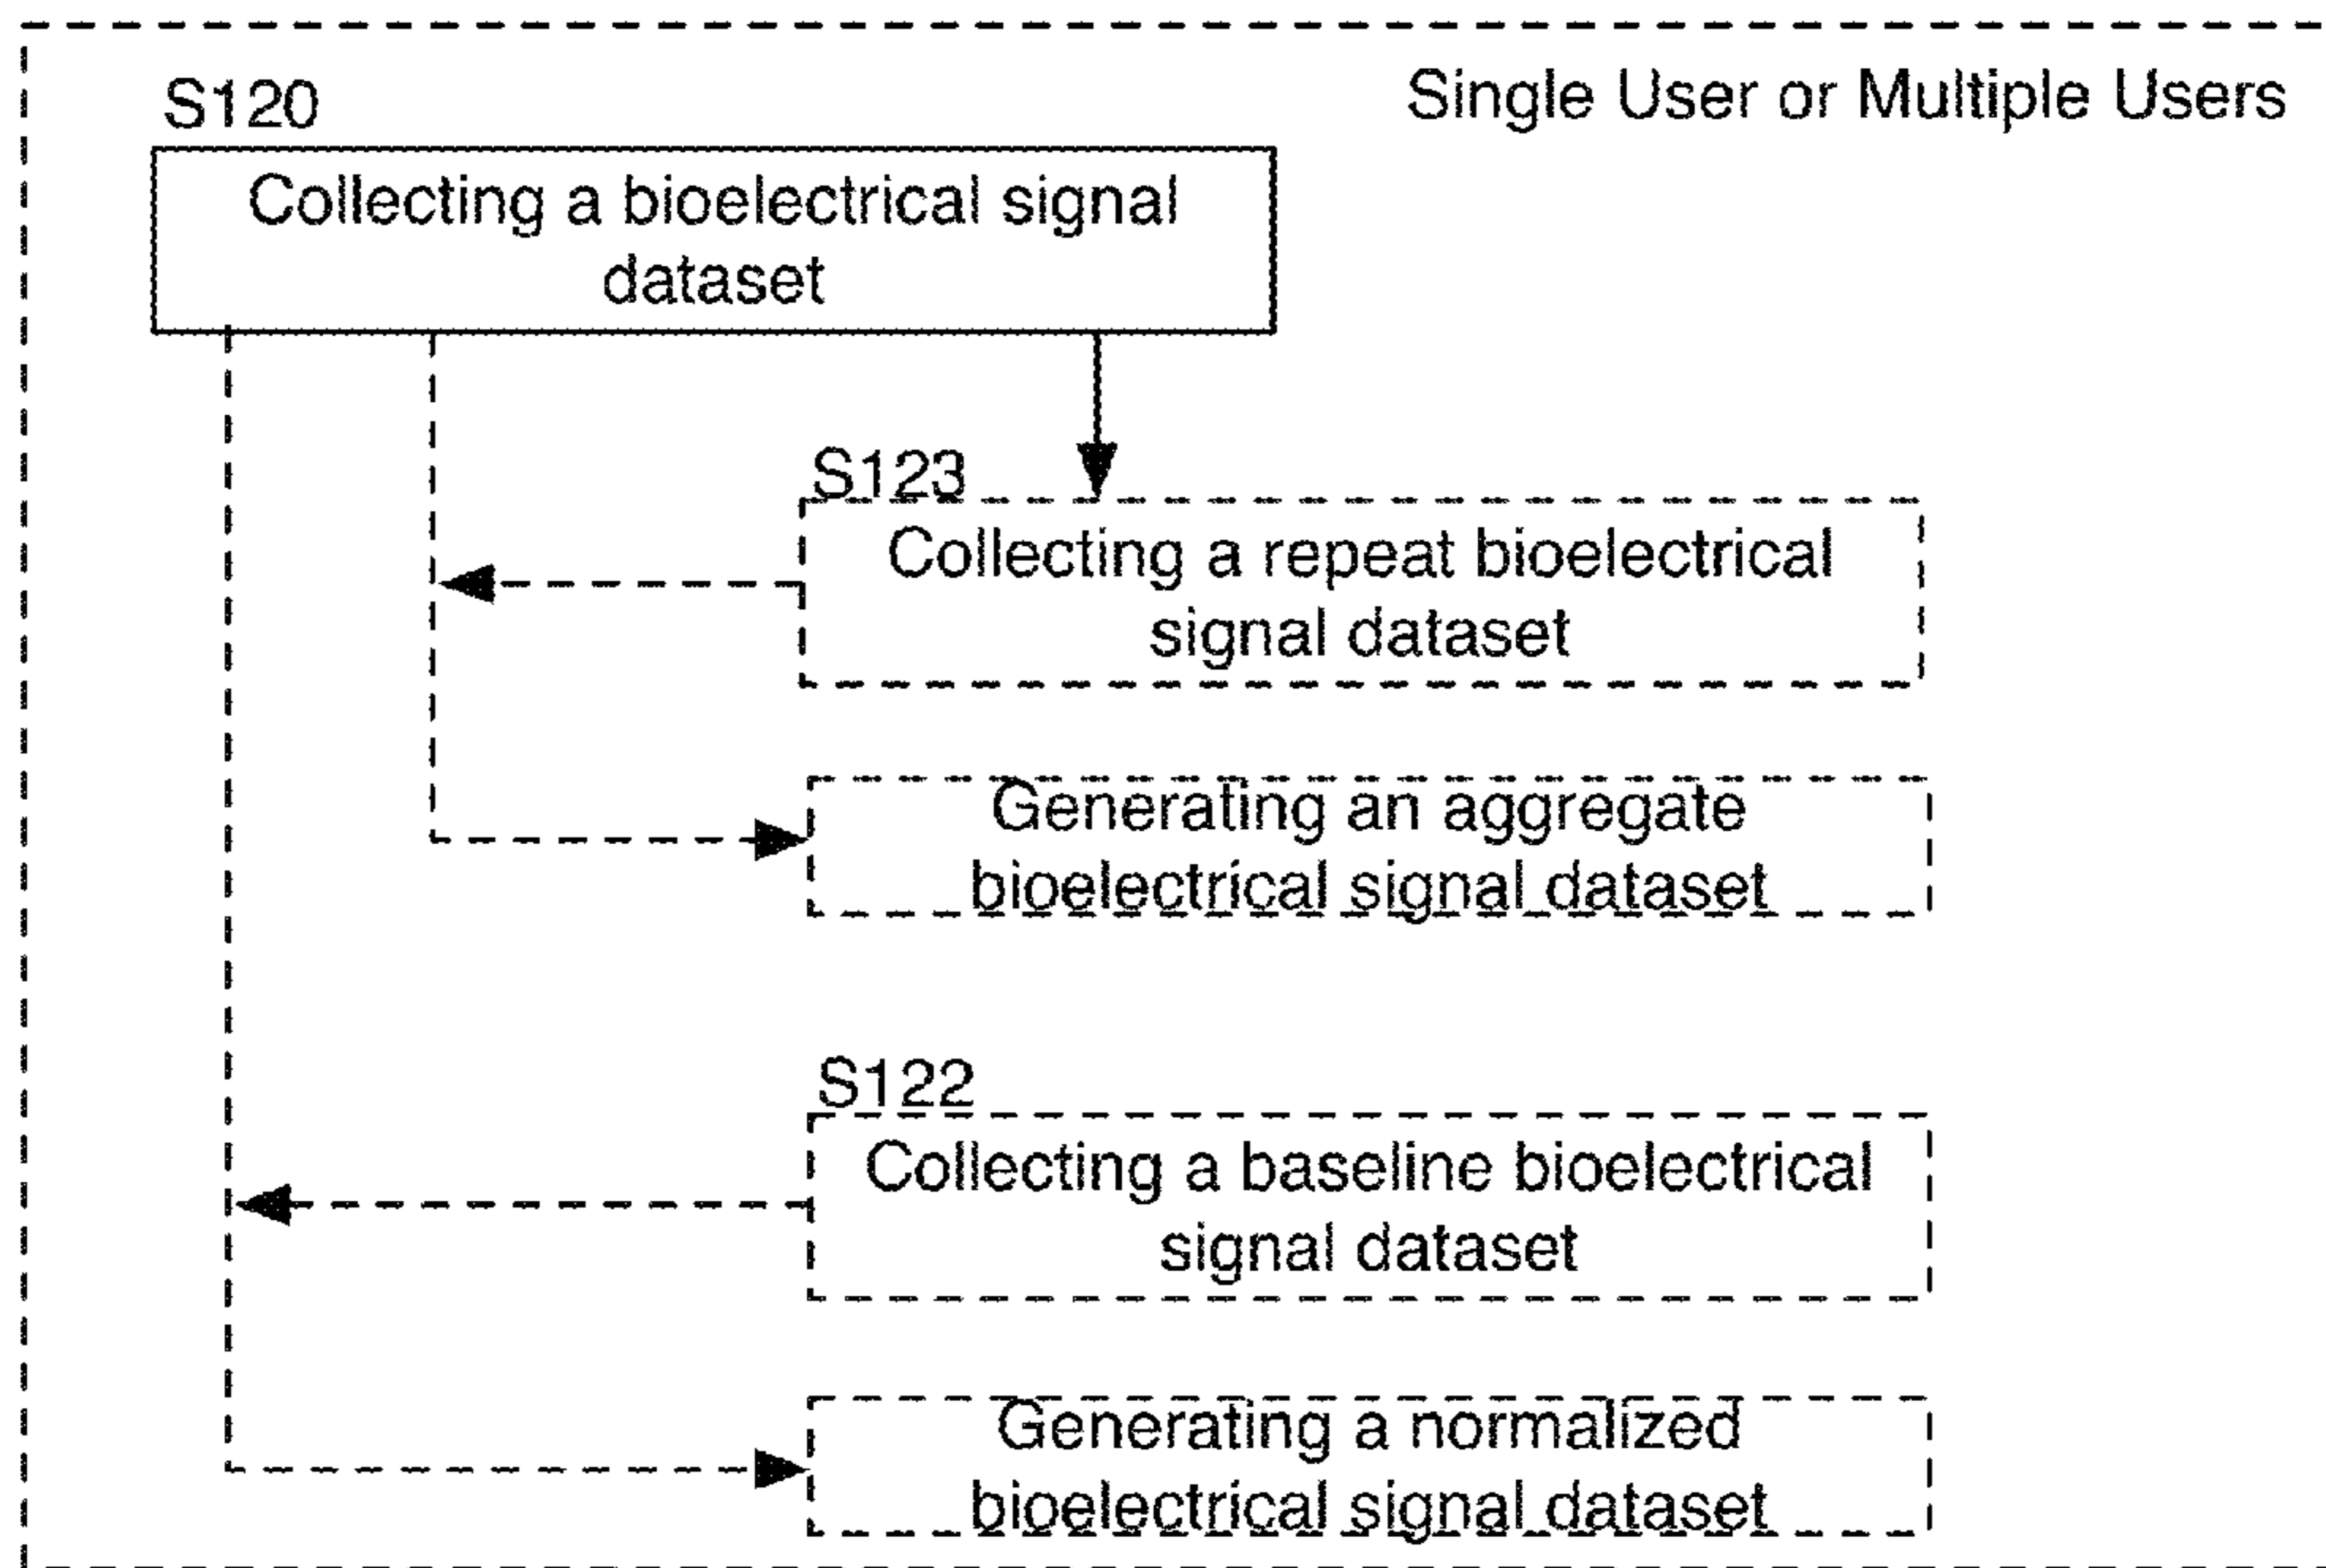 Single User or Multiple Users
S120
Collecting a bioelectrical signal
dataset
S123
Collecting a repeat bioelectrical
signal dataset
Generating an aggregate
bioelectrical signal dataset
S122
Collecting a baseline bioelectrical
signal dataset
Generating a normalized
bioelectrical signal dataset